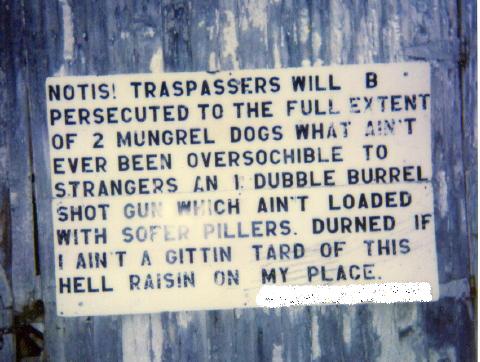 NOTIS! TRASPASSERS WILL B
PERSECUTED TO THE FULL EXTENT
OF 2 MUNGREL DOGS WHAT AIN'T
EVER BEEN OVERSOCHIBLE TO
STRANGERS AN 1 DUBBLE BURREL
SHOT GUN WHICH AIN'T LOADED
WITH SOFER PILLERS. DURNED IF
I AIN'T A GITTIN TARD OF THIS
HELL RAISIN ON MY PLACE.